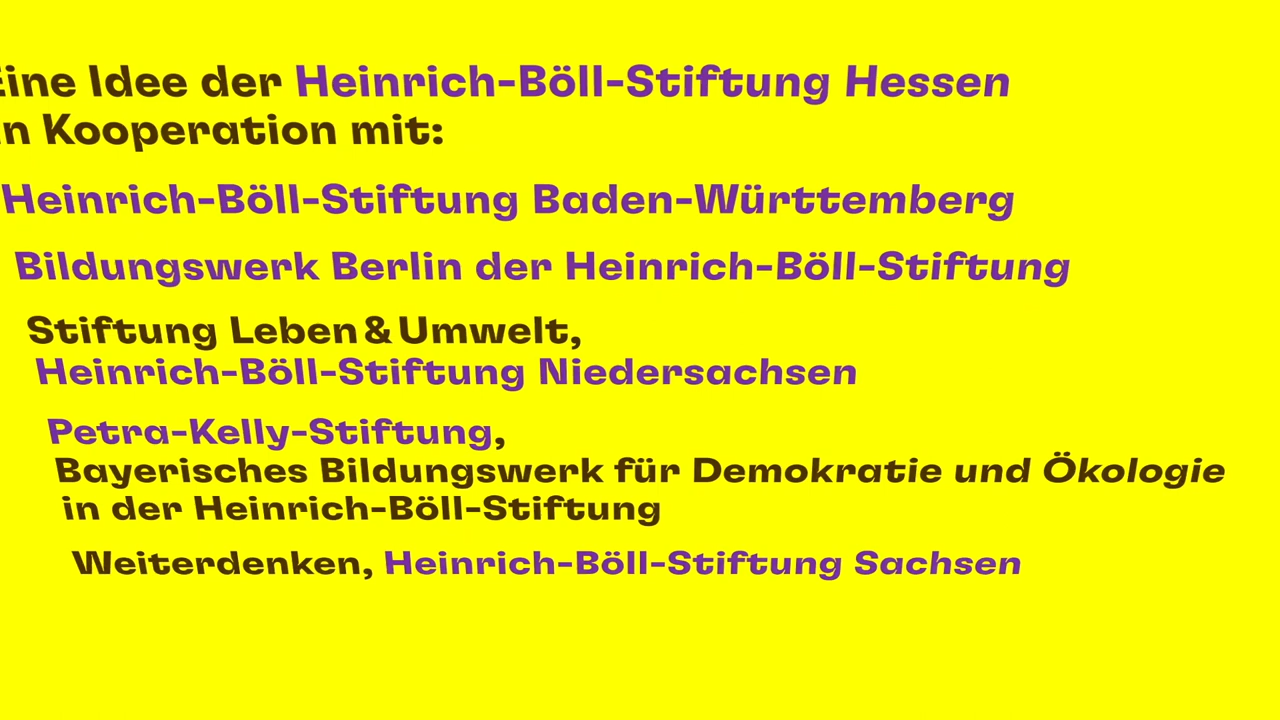 Eine Idee der Heinrich-Böll-Stiftung Hessen
in Kooperation mit:
Heinrich-Böll-Stiftung Baden-Württemberg
Bildungswerk Berlin der Heinrich-Böll-Stiftung
Stiftung Leben & Umwelt,
Heinrich-Böll-Stiftung Niedersachsen
Petra-Kelly-Stiftung,
Bayerisches Bildungswerk für Demokratie und Ökologie
in der Heinrich-Böll-Stiftung
Weiterdenken, Heinrich-Böll-Stiftung Sachsen